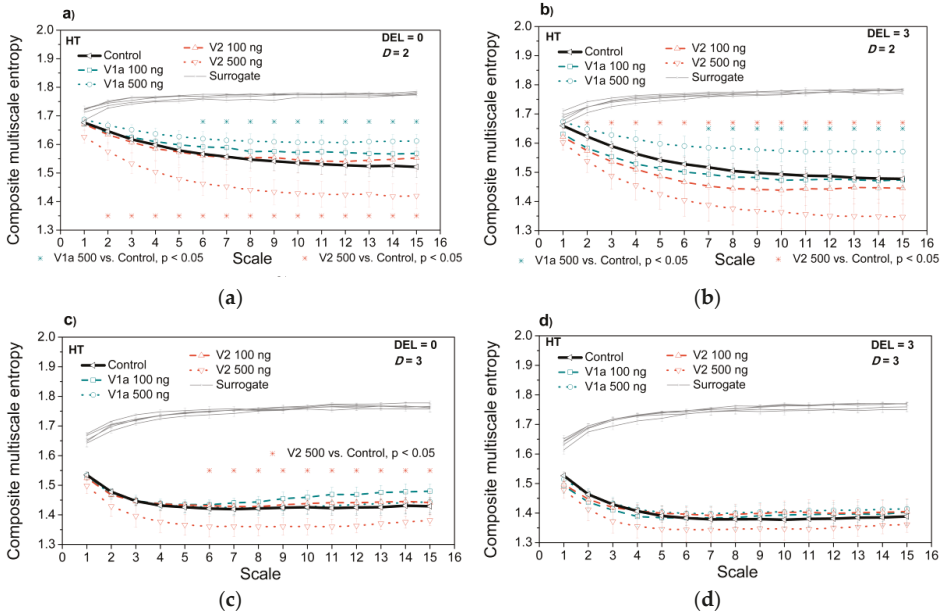 a)
HT
DEL = 0
D = 2
Control
V1a 100 ng
V1a 500 ng
V2 100 ng
V2 500 ng
Surrogate
Composite multiscale entropy
2.0
1.9
1.8
1.7
1.6
1.5
1.4
1.3
0 1 2 3 4 5 6 7 8 9 10 11 12 13 14 15 16
Scale
* V1a 500 vs. Control, p < 0.05
* V2 500 vs. Control, p < 0.05
(a)
b)
HT
DEL = 3
D = 2
Control
V1a 100 ng
V1a 500 ng
V2 100 ng
V2 500 ng
Surrogate
Composite multiscale entropy
2.0
1.9
1.8
1.7
1.6
1.5
1.4
1.3
0 1 2 3 4 5 6 7 8 9 10 11 12 13 14 15 16
Scale
* V1a 500 vs. Control, p < 0.05
* V2 500 vs. Control, p < 0.05
(b)
c)
HT
DEL = 0
D = 3
Control
V1a 100 ng
V1a 500 ng
V2 100 ng
V2 500 ng
Surrogate
* V2 500 vs. Control, p < 0.05
Composite multiscale entropy
2.0
1.9
1.8
1.7
1.6
1.5
1.4
1.3
0 1 2 3 4 5 6 7 8 9 10 11 12 13 14 15 16
Scale
(c)
d)
HT
DEL = 3
D = 3
Control
V1a 100 ng
V1a 500 ng
V2 100 ng
V2 500 ng
Surrogate
Composite multiscale entropy
2.0
1.9
1.8
1.7
1.6
1.5
1.4
1.3
0 1 2 3 4 5 6 7 8 9 10 11 12 13 14 15 16
Scale
(d)